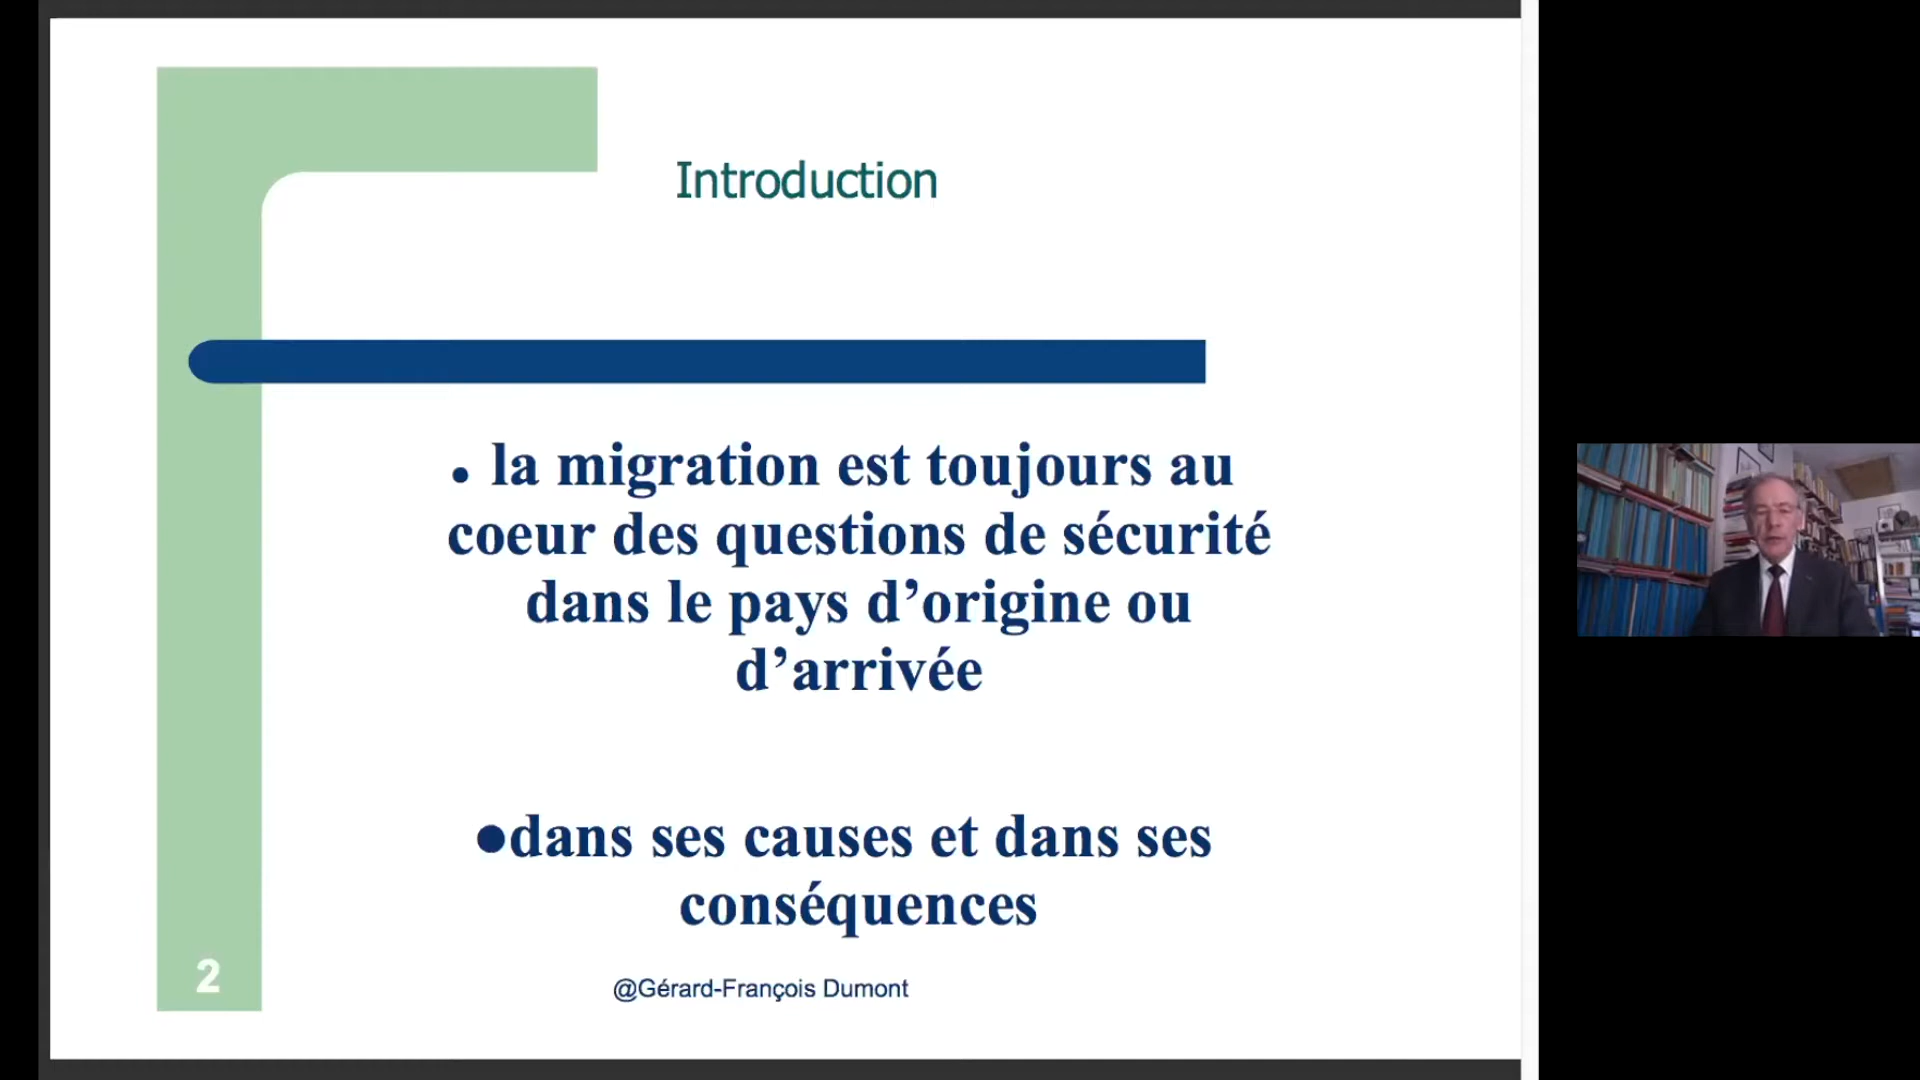 Introduction
• la migration est toujours au
coeur des questions de sécurité
dans le pays d’origine ou
d’arrivée
●dans ses causes et dans ses
conséquences
2
@Gérard-François Dumont